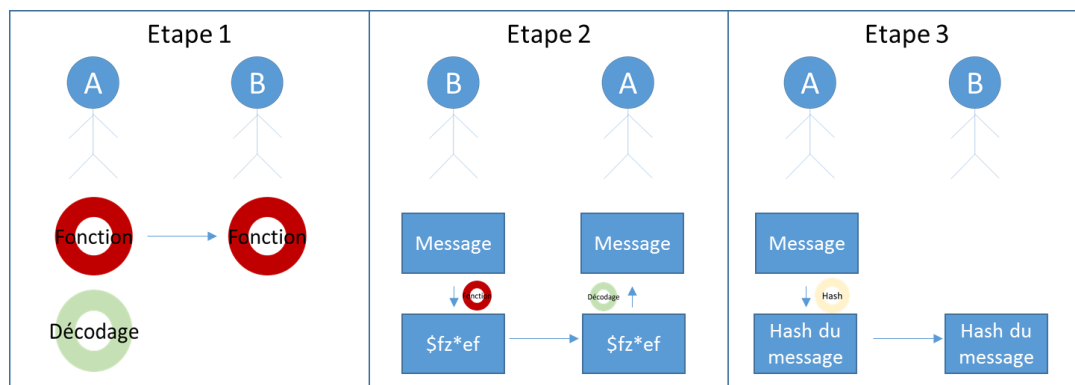 Etape 1
A
B
Fonction
Fonction
Décodage
Etape 2
B
A
Message
Message
Fonction
Décodage
$fz*ef
$fz*ef
Etape 3
A
B
Message
Hash
Hash du
message
Hash du
message